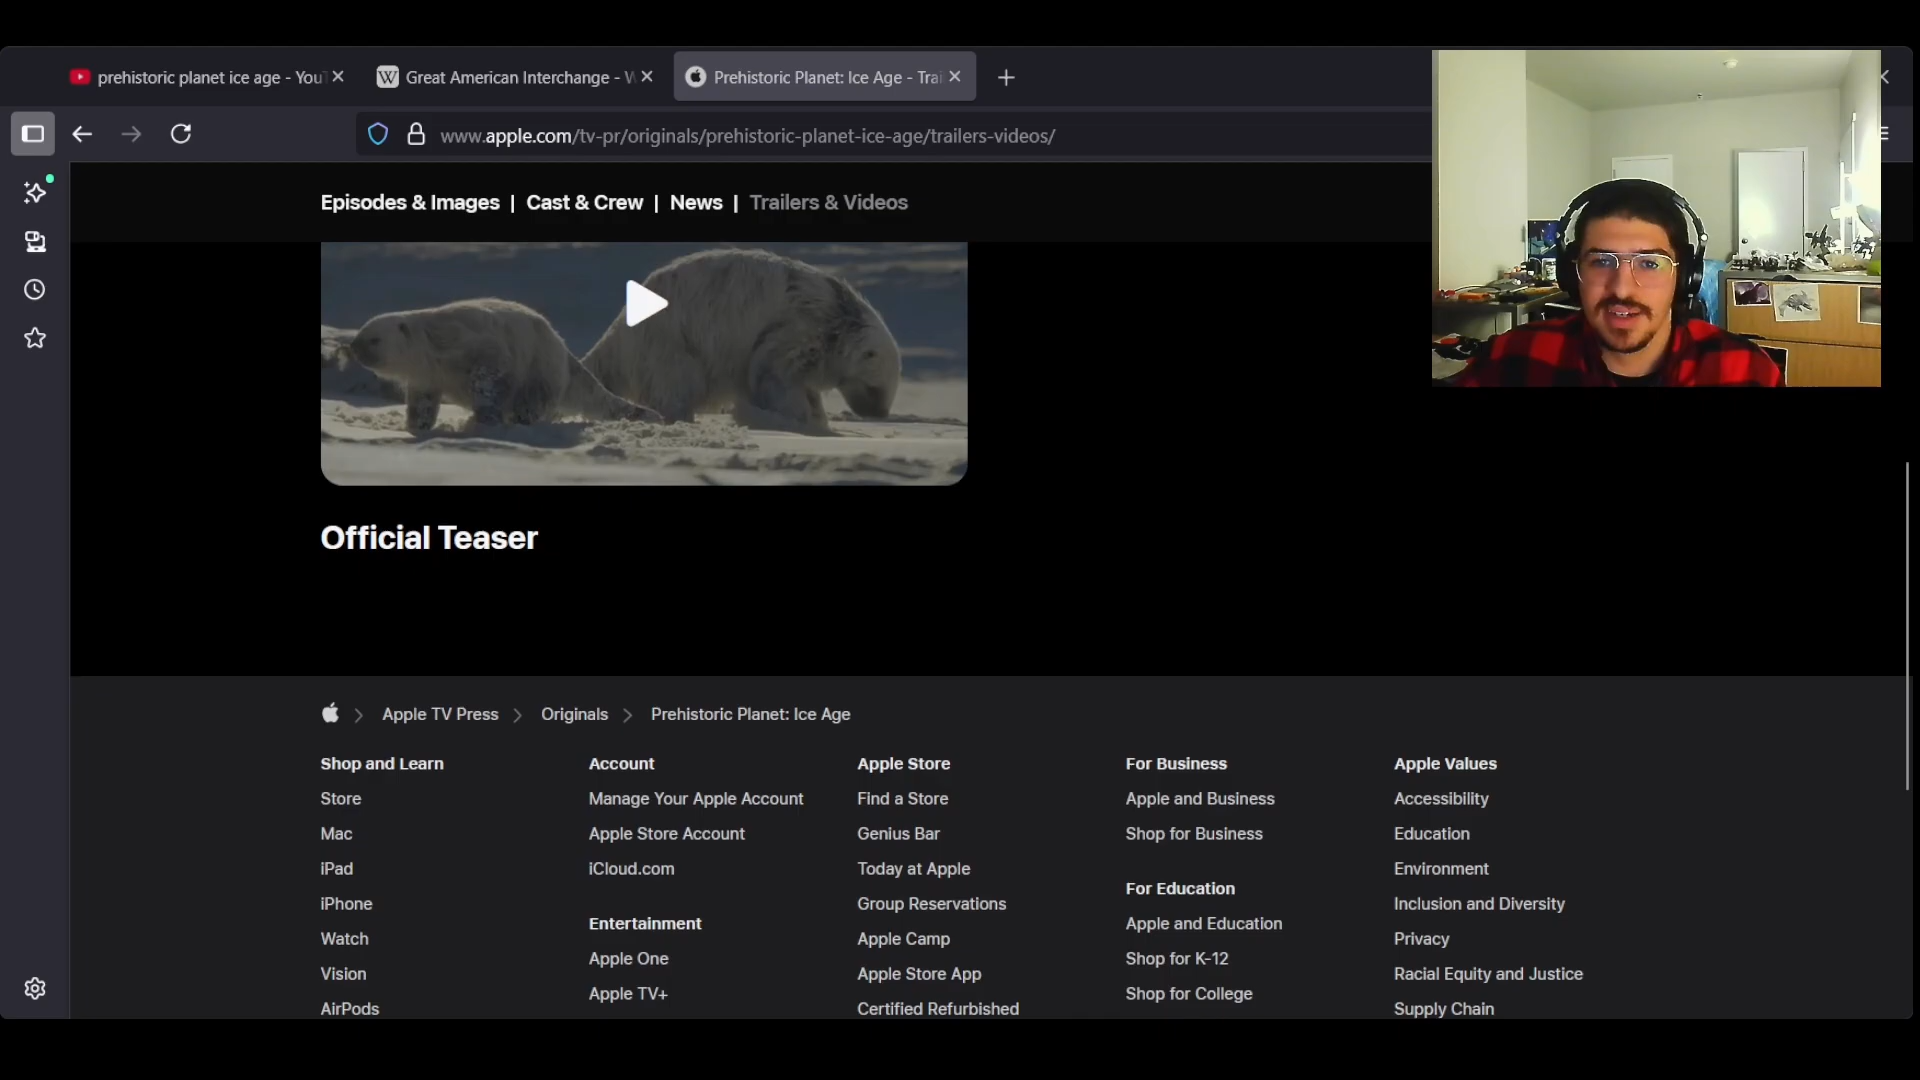 prehistoric planet ice age - You
Great American Interchange - W
Prehistoric Planet: Ice Age - Trai
www.apple.com/tv-pr/originals/prehistoric-planet-ice-age/trailers-videos/
Episodes & Images | Cast & Crew | News | Trailers & Videos
Official Teaser
Apple TV Press
Originals
Prehistoric Planet: Ice Age
Shop and Learn
Store
Mac
iPad
iPhone
Watch
Vision
AirPods
Account
Manage Your Apple Account
Apple Store Account
iCloud.com
Entertainment
Apple One
Apple TV+
Apple Store
Find a Store
Genius Bar
Today at Apple
Group Reservations
Apple Camp
Apple Store App
Certified Refurbished
For Business
Apple and Business
Shop for Business
For Education
Apple and Education
Shop for K-12
Shop for College
Apple Values
Accessibility
Education
Environment
Inclusion and Diversity
Privacy
Racial Equity and Justice
Supply Chain